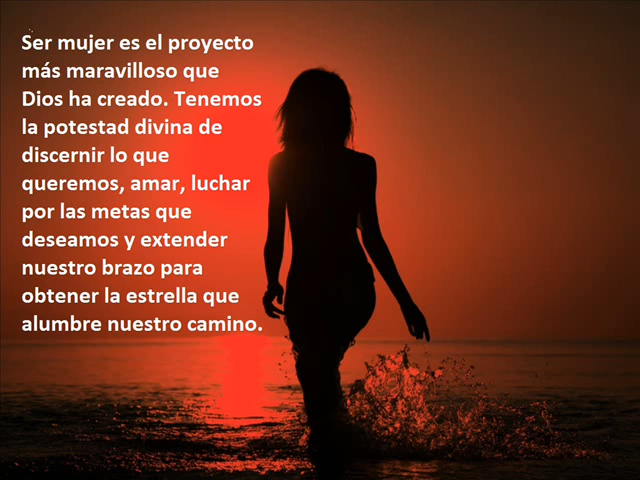 Ser mujer es el proyecto
más maravilloso que
Dios ha creado. Tenemos
la potestad divina de
discernir lo que
queremos, amar, luchar
por las metas que
deseamos y extender
nuestro brazo para
obtener la estrella que
alumbre nuestro camino.